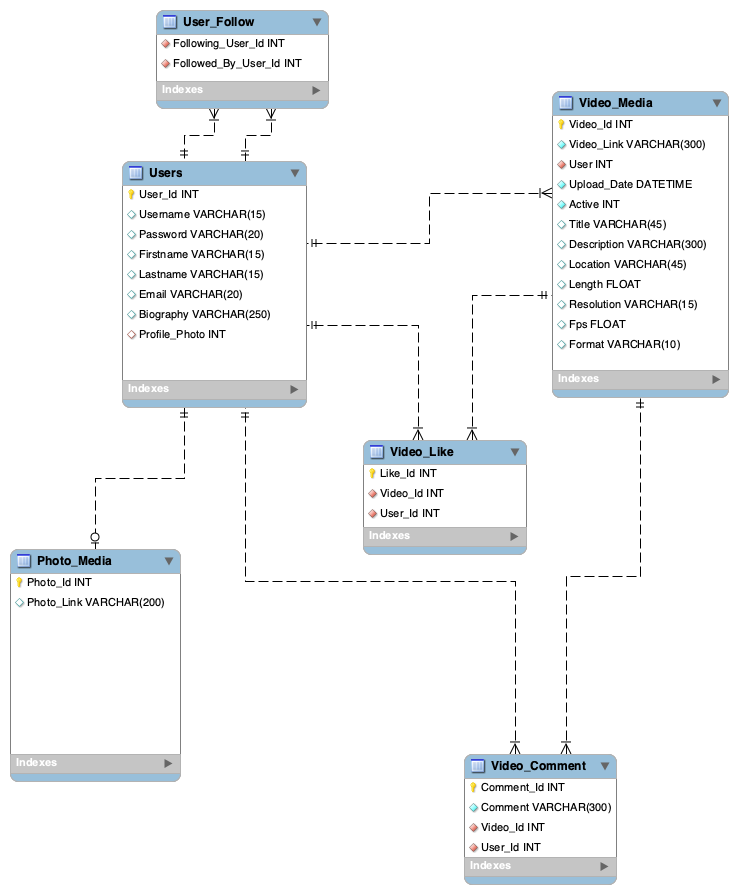 User_Follow
Following_User_Id INT
Followed_By_User_Id INT
Indexes
Video_Media
Video_Id INT
Video_Link VARCHAR(300)
User INT
Upload_Date DATETIME
Active INT
Title VARCHAR(45)
Description VARCHAR(300)
Location VARCHAR(45)
Length FLOAT
Resolution VARCHAR(15)
Fps FLOAT
Format VARCHAR(10)
Indexes
Users
User_Id INT
Username VARCHAR(15)
Password VARCHAR(20)
Firstname VARCHAR(15)
Lastname VARCHAR(15)
Email VARCHAR(20)
Biography VARCHAR(250)
Profile_Photo INT
Indexes
Video_Like
Like_Id INT
Video_Id INT
User_Id INT
Indexes
Photo_Media
Photo_Id INT
Photo_Link VARCHAR(200)
Indexes
Video_Comment
Comment_Id INT
Comment VARCHAR(300)
Video_Id INT
User_Id INT
Indexes